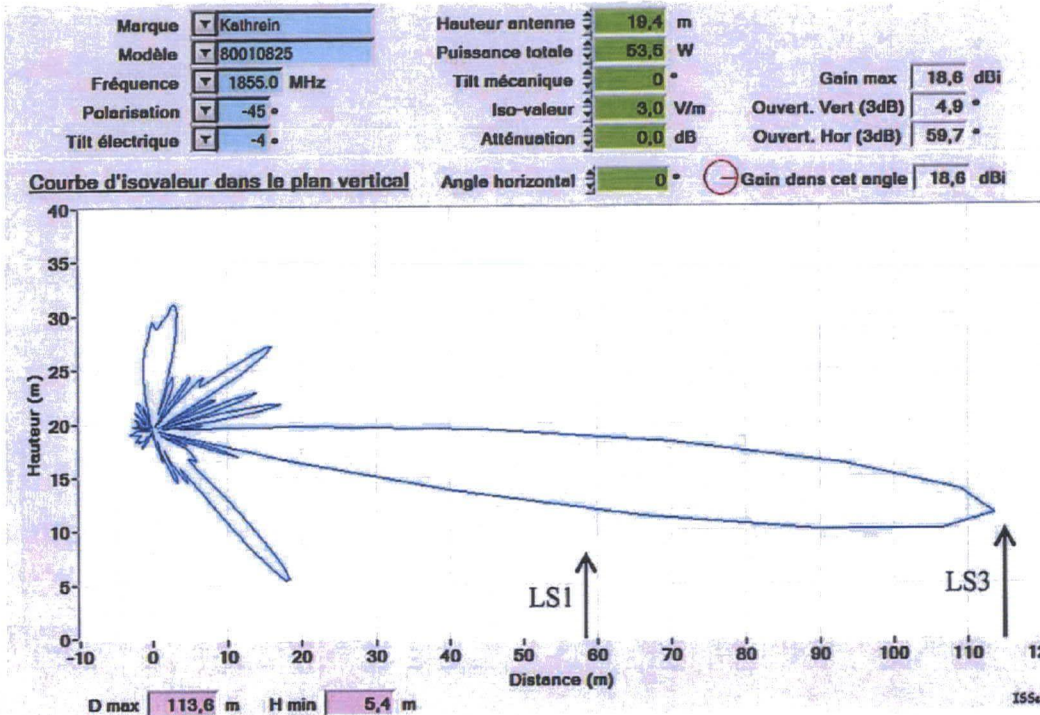 Marque Kathrein Hauteur antenne 19,4 m
Modèle 80010825 Puissance totale 53,5 W
Fréquence 1855.0 MHz Tilt mécanique 0 ° Gain max 18,6 dBi
Polarisation -45 ° Iso-valeur 3,0 V/m Ouvert. Vert (3dB) 4,9 °
Tilt électrique -4 ° Atténuation 0,0 dB Ouvert. Hor (3dB) 59,7 °
Courbe d'isovaleur dans le plan vertical Angle horizontal 0 ° Gain dans cet angle 18,6 dBi
40
35
30
25
20
15
10
5
0
Hauteur (m)
LS1
LS3
-10 0 10 20 30 40 50 60 70 80 90 100 110
Distance (m)
D max 113,6 m H min 5,4 m